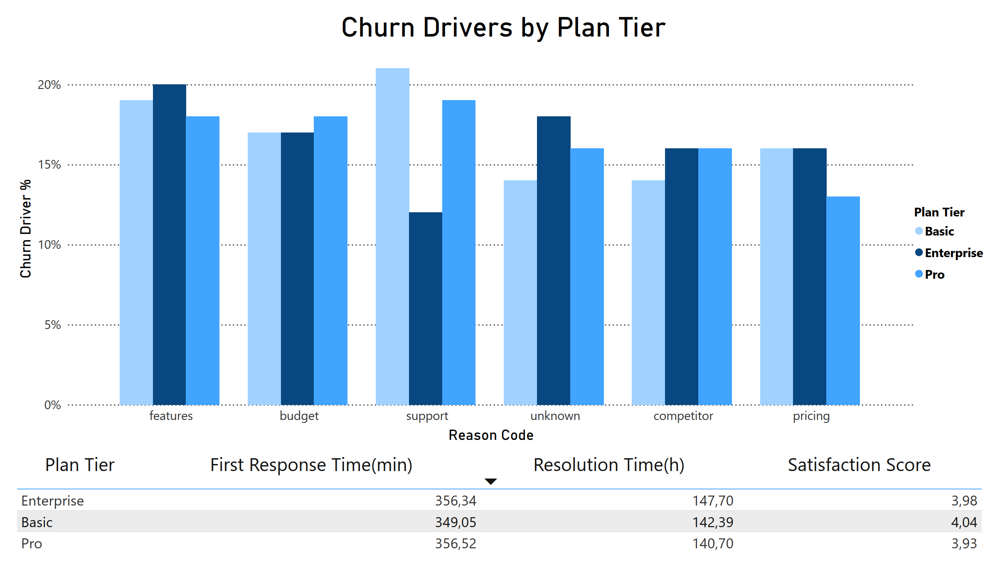 Churn Drivers by Plan Tier
Churn Driver %
20%
15%
10%
5%
0%
features budget support unknown competitor pricing
Reason Code
Plan Tier
Basic
Enterprise
Pro
Plan Tier First Response Time(min) Resolution Time(h) Satisfaction Score
Enterprise 356,34 147,70 3,98
Basic 349,05 142,39 4,04
Pro 356,52 140,70 3,93